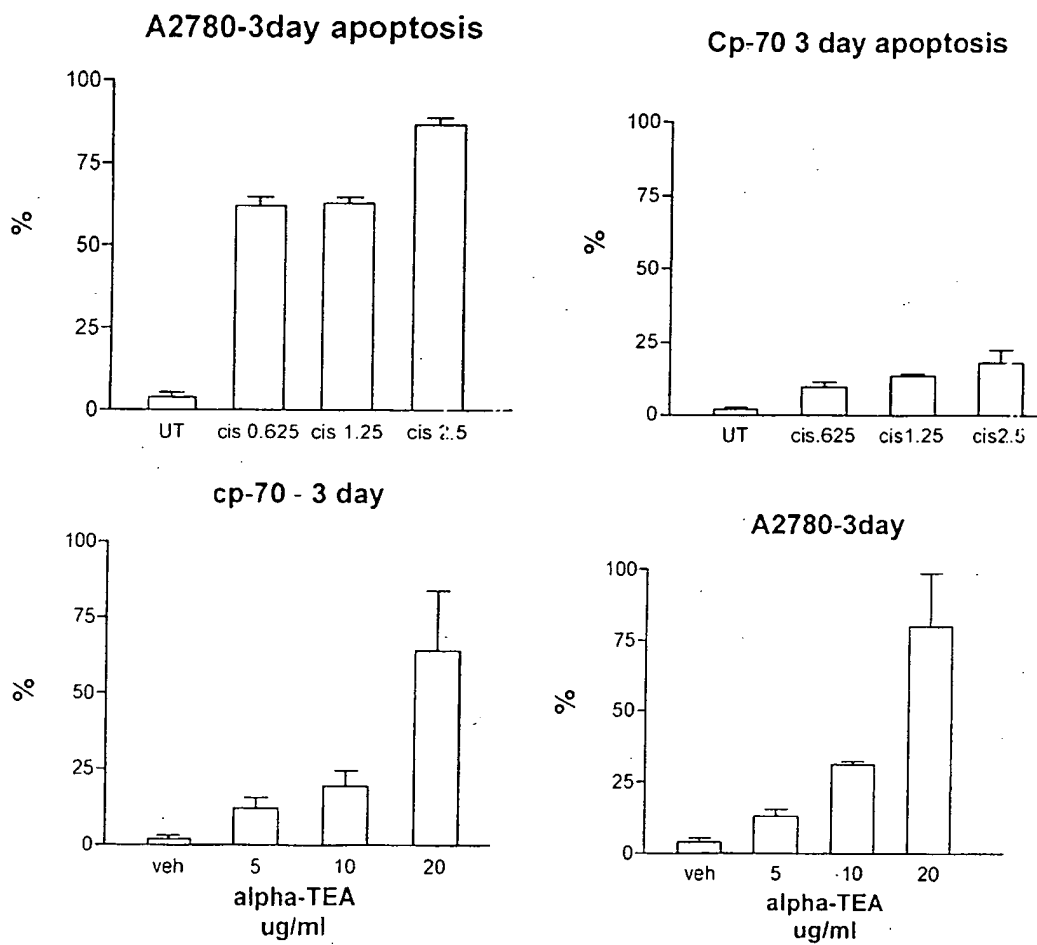 A2780-3day apoptosis
100
75
50
25
0
%
UT cis 0.625 cis 1.25 cis 2.5
Cp-70 3 day apoptosis
100
75
50
25
0
%
UT cis.625 cis1.25 cis2.5
cp-70 - 3 day
100
75
50
25
0
%
veh 5 10 20
alpha-TEA
ug/ml
A2780-3day
100
75
50
25
0
%
veh 5 10 20
alpha-TEA
ug/ml